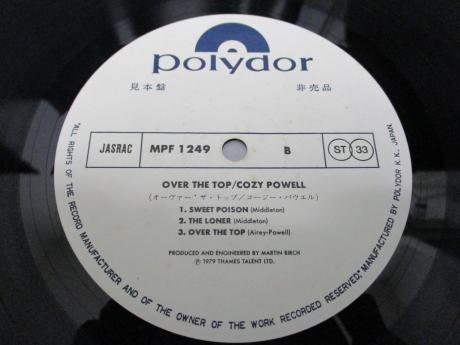 polydor
見本盤 非売品
JASRAC MPF 1249 B ST 33
OVER THE TOP/COZY POWELL
(オーヴァー・ザ・トップ/コージー・パウエル)
1. SWEET POISON (Middleton)
2. THE LONER (Middleton)
3. OVER THE TOP (Airey-Powell)
PRODUCED AND ENGINEERED BY MARTIN BIRCH
Ⓟ 1979 THAMES TALENT LTD.
"ALL RIGHTS OF THE RECORD MANUFACTURER AND OF THE OWNER OF THE WORK RECORDED RESERVED," MANUFACTURED BY POLYDOR K.K., JAPAN.